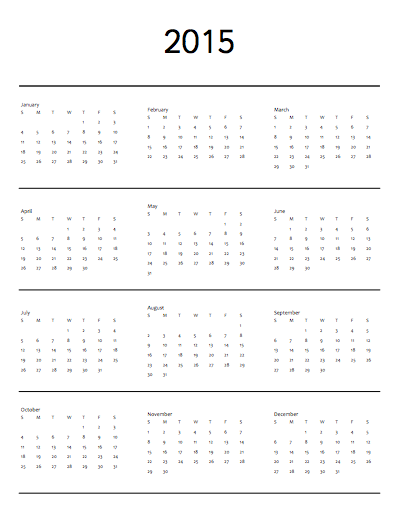 2015
January
S M T W T F S
1 2 3
4 5 6 7 8 9 10
11 12 13 14 15 16 17
18 19 20 21 22 23 24
25 26 27 28 29 30 31
February
S M T W T F S
1 2 3 4 5 6 7
8 9 10 11 12 13 14
15 16 17 18 19 20 21
22 23 24 25 26 27 28
March
S M T W T F S
1 2 3 4 5 6 7
8 9 10 11 12 13 14
15 16 17 18 19 20 21
22 23 24 25 26 27 28
29 30 31
April
S M T W T F S
1 2 3 4
5 6 7 8 9 10 11
12 13 14 15 16 17 18
19 20 21 22 23 24 25
26 27 28 29 30
May
S M T W T F S
1 2
3 4 5 6 7 8 9
10 11 12 13 14 15 16
17 18 19 20 21 22 23
24 25 26 27 28 29 30
31
June
S M T W T F S
1 2 3 4 5 6
7 8 9 10 11 12 13
14 15 16 17 18 19 20
21 22 23 24 25 26 27
28 29 30
July
S M T W T F S
1 2 3 4
5 6 7 8 9 10 11
12 13 14 15 16 17 18
19 20 21 22 23 24 25
26 27 28 29 30 31
August
S M T W T F S
1
2 3 4 5 6 7 8
9 10 11 12 13 14 15
16 17 18 19 20 21 22
23 24 25 26 27 28 29
30 31
September
S M T W T F S
1 2 3 4 5
6 7 8 9 10 11 12
13 14 15 16 17 18 19
20 21 22 23 24 25 26
27 28 29 30
October
S M T W T F S
1 2 3
4 5 6 7 8 9 10
11 12 13 14 15 16 17
18 19 20 21 22 23 24
25 26 27 28 29 30 31
November
S M T W T F S
1 2 3 4 5 6 7
8 9 10 11 12 13 14
15 16 17 18 19 20 21
22 23 24 25 26 27 28
29 30
December
S M T W T F S
1 2 3 4 5
6 7 8 9 10 11 12
13 14 15 16 17 18 19
20 21 22 23 24 25 26
27 28 29 30 31